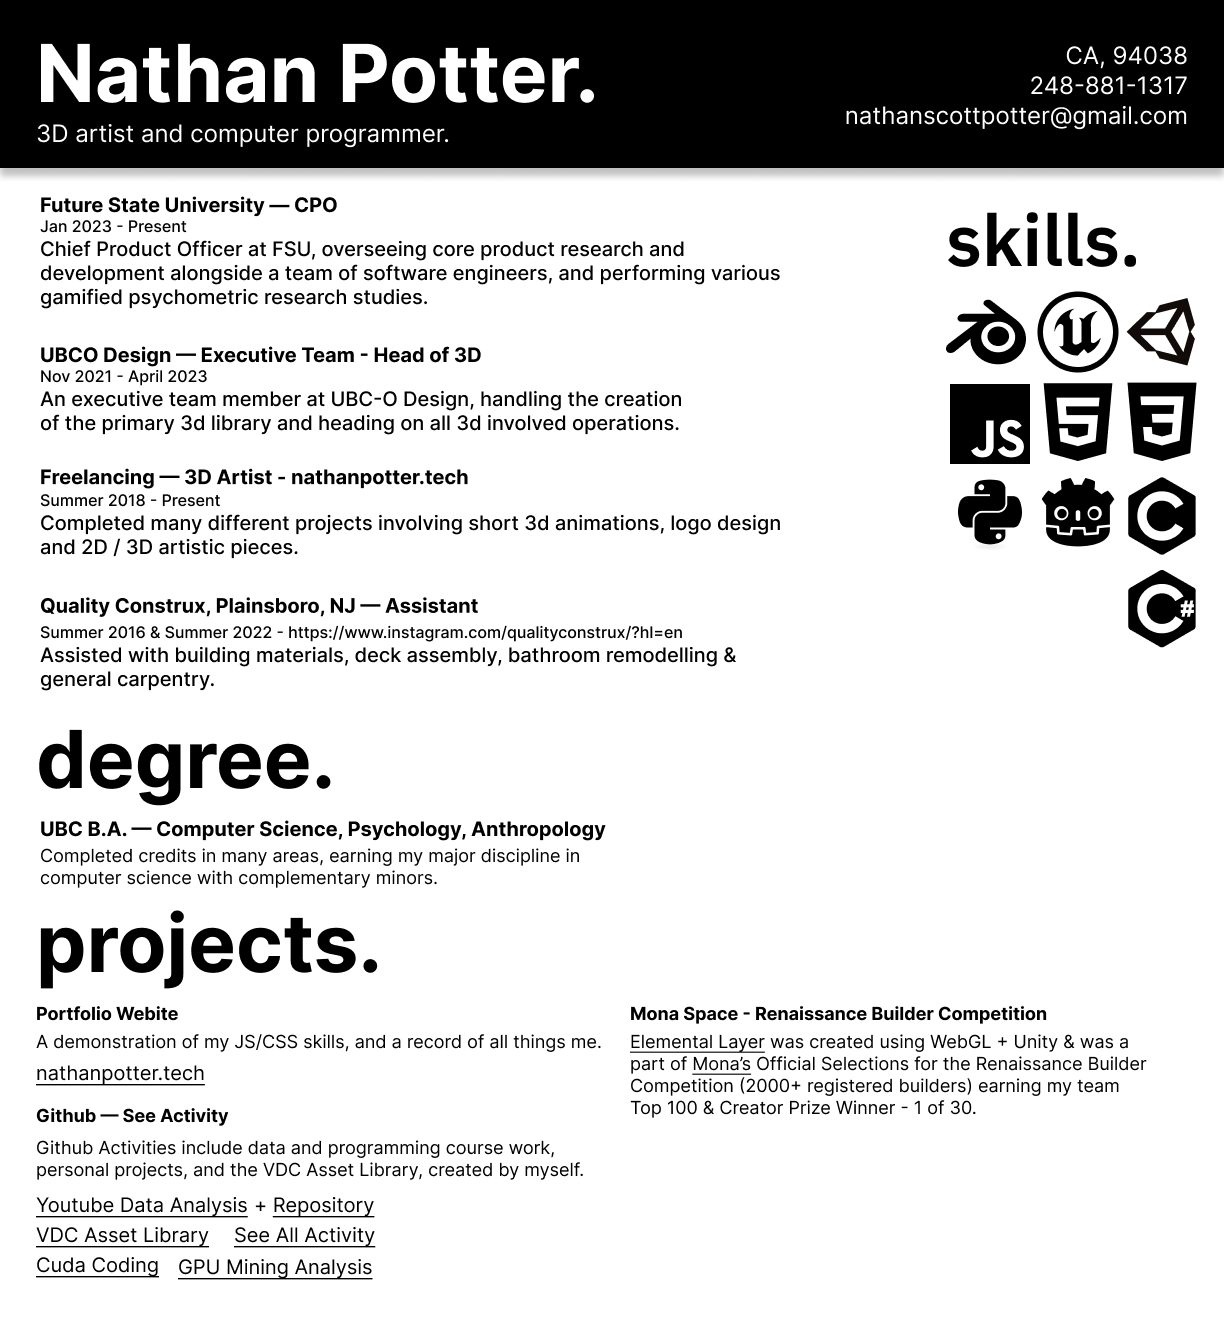 Nathan Potter.
3D artist and computer programmer.
CA, 94038
248-881-1317
nathanscottpotter@gmail.com
Future State University — CPO
Jan 2023 - Present
Chief Product Officer at FSU, overseeing core product research and
development alongside a team of software engineers, and performing various
gamified psychometric research studies.
UBCO Design — Executive Team - Head of 3D
Nov 2021 - April 2023
An executive team member at UBC-O Design, handling the creation
of the primary 3d library and heading on all 3d involved operations.
Freelancing — 3D Artist - nathanpotter.tech
Summer 2018 - Present
Completed many different projects involving short 3d animations, logo design
and 2D / 3D artistic pieces.
Quality Construx, Plainsboro, NJ — Assistant
Summer 2016 & Summer 2022 - https://www.instagram.com/qualityconstrux/?hl=en
Assisted with building materials, deck assembly, bathroom remodelling &
general carpentry.
skills.
U
JS 5 3
C
C#
degree.
UBC B.A. — Computer Science, Psychology, Anthropology
Completed credits in many areas, earning my major discipline in
computer science with complementary minors.
projects.
Portfolio Webite
A demonstration of my JS/CSS skills, and a record of all things me.
nathanpotter.tech
Github — See Activity
Github Activities include data and programming course work,
personal projects, and the VDC Asset Library, created by myself.
Youtube Data Analysis + Repository
VDC Asset Library See All Activity
Cuda Coding GPU Mining Analysis
Mona Space - Renaissance Builder Competition
Elemental Layer was created using WebGL + Unity & was a
part of Mona’s Official Selections for the Renaissance Builder
Competition (2000+ registered builders) earning my team
Top 100 & Creator Prize Winner - 1 of 30.